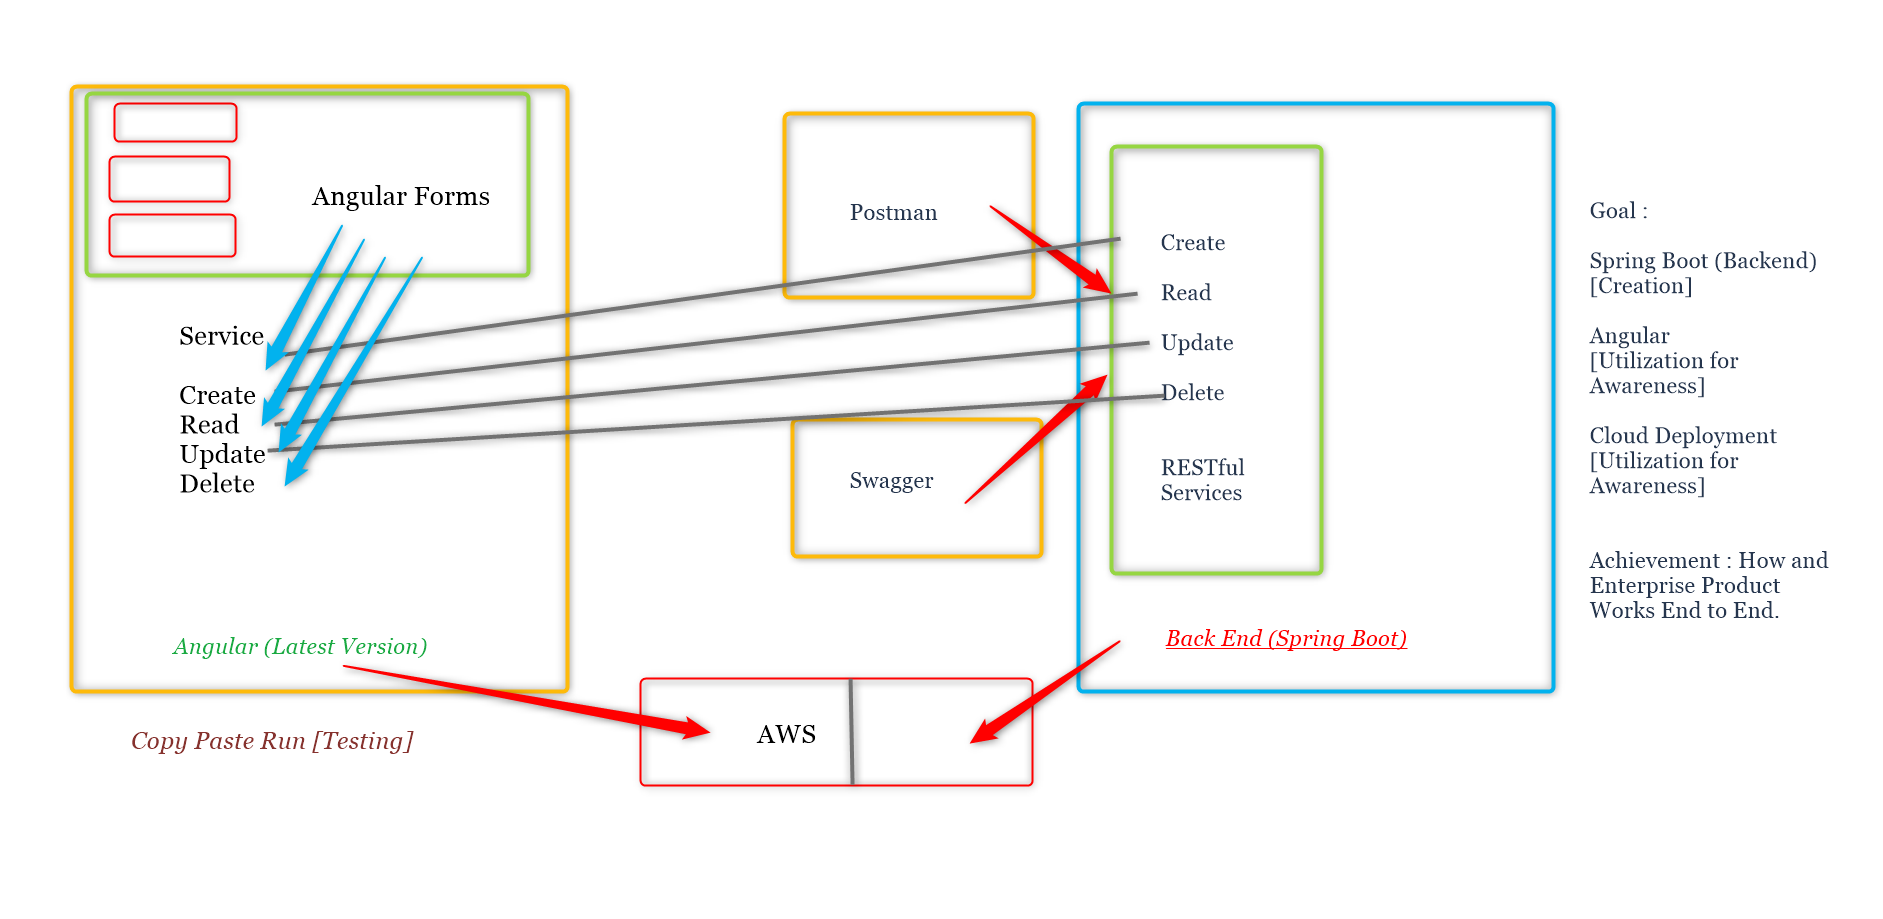 Angular Forms
Service
Create
Read
Update
Delete
Angular (Latest Version)
Copy Paste Run [Testing]
Postman
Swagger
AWS
Create
Read
Update
Delete
RESTful
Services
Back End (Spring Boot)
Goal :
Spring Boot (Backend)
[Creation]
Angular
[Utilization for
Awareness]
Cloud Deployment
[Utilization for
Awareness]
Achievement : How and
Enterprise Product
Works End to End.